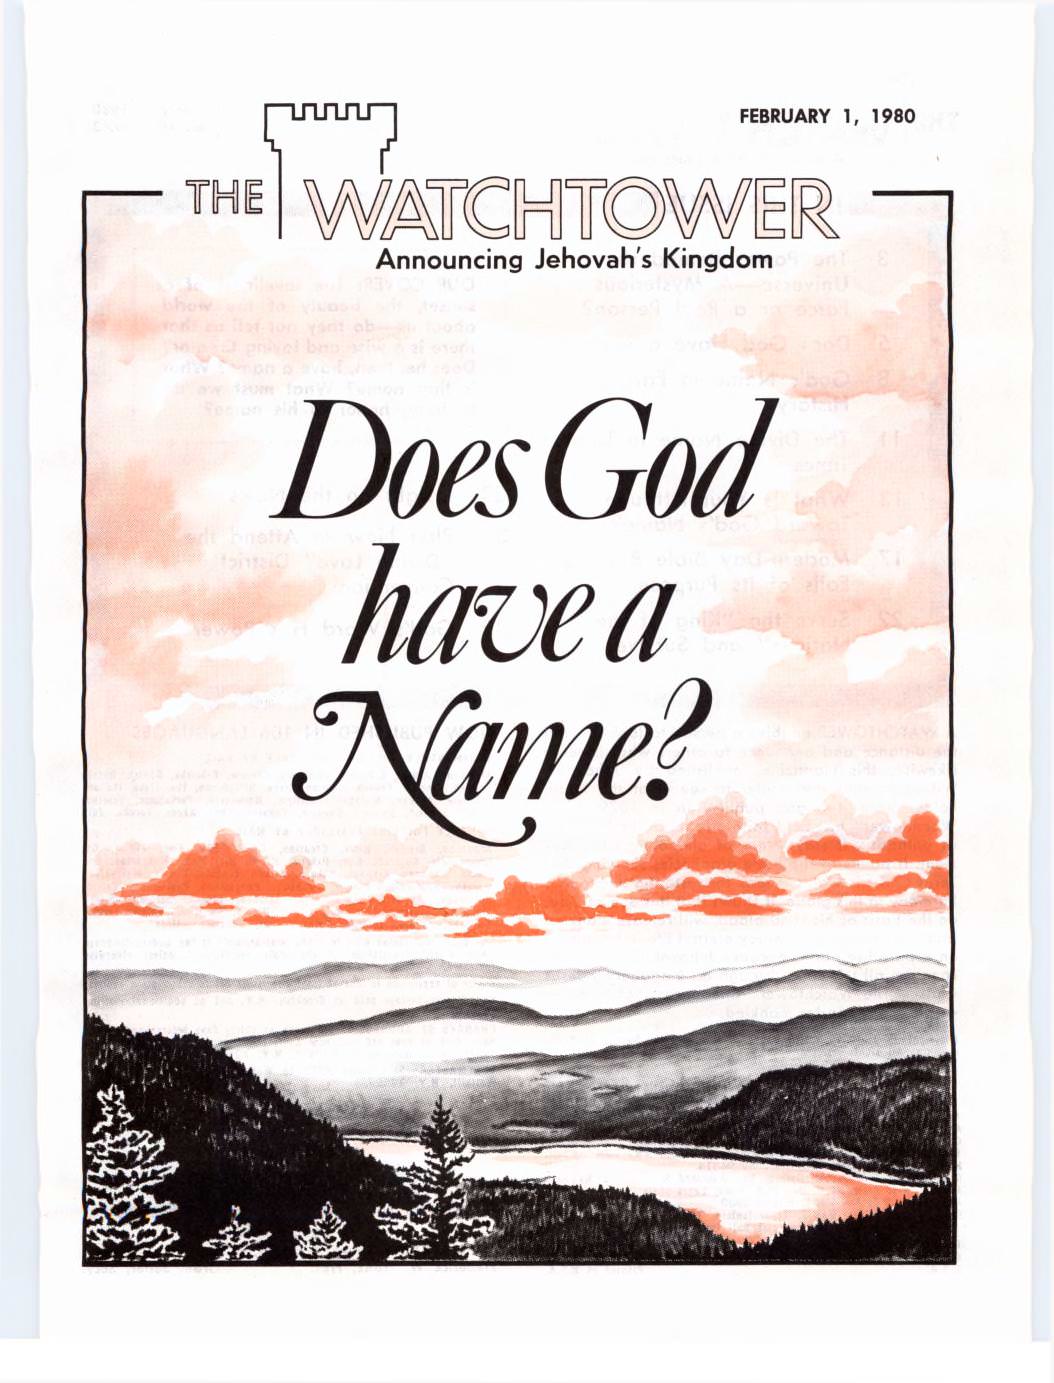 FEBRUARY 1, 1980
THE WATCHTOWER
Announcing Jehovah's Kingdom
Does God
have a
Name?